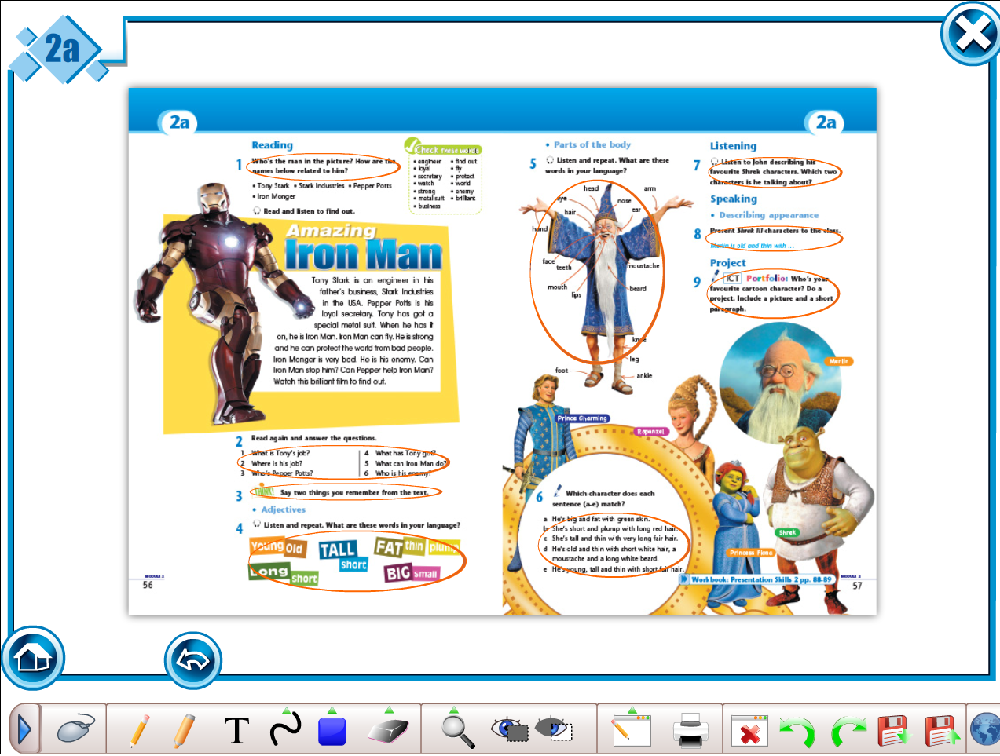 2a
2a
2a
Reading
1 Who's the man in the picture? How are the
names below related to him?
• Tony Stark • Stark Industries • Pepper Potts
• Iron Monger
Read and listen to find out.
Check these words
• engineer • find out
• loyal • fly
• secretary • protect
• watch • world
• strong • enemy
• metal suit • brilliant
• business
Amazing
Iron Man
Tony Stark is an engineer in his
father's business, Stark Industries
in the USA. Pepper Potts is his
loyal secretary. Tony has got a
special metal suit. When he has it
on, he is Iron Man. Iron Man can fly. He is strong
and he can protect the world from bad people.
Iron Monger is very bad. He is his enemy. Can
Iron Man stop him? Can Pepper help Iron Man?
Watch this brilliant film to find out.
2 Read again and answer the questions.
1 What is Tony's job?
2 Where is his job?
3 Who's Pepper Potts?
4 What has Tony got?
5 What can Iron Man do?
6 Who is his enemy?
3 THINK! Say two things you remember from the text.
• Adjectives
4 Listen and repeat. What are these words in your language?
young old TALL short FAT thin plump
Long short BIG small
MODULE 2
56
• Parts of the body
5 Listen and repeat. What are these
words in your language?
head
arm
eye
nose
hair
ear
hand
face
teeth
moustache
mouth
lips
beard
knee
leg
foot
ankle
Prince Charming
Rapunzel
6 Which character does each
sentence (a-e) match?
a He's big and fat with green skin.
b She's short and plump with long red hair.
c She's tall and thin with very long fair hair.
d He's old and thin with short white hair, a
moustache and a long white beard.
e He's young, tall and thin with short fair hair.
Listening
7 Listen to John describing his
favourite Shrek characters. Which two
characters is he talking about?
Speaking
• Describing appearance
8 Present Shrek III characters to the class.
Merlin is old and thin with ...
Project
9 ICT Portfolio: Who's your
favourite cartoon character? Do a
project. Include a picture and a short
paragraph.
Merlin
Shrek
Princess Fiona
Workbook: Presentation Skills 2 pp. 88-89
MODULE 2
57
T